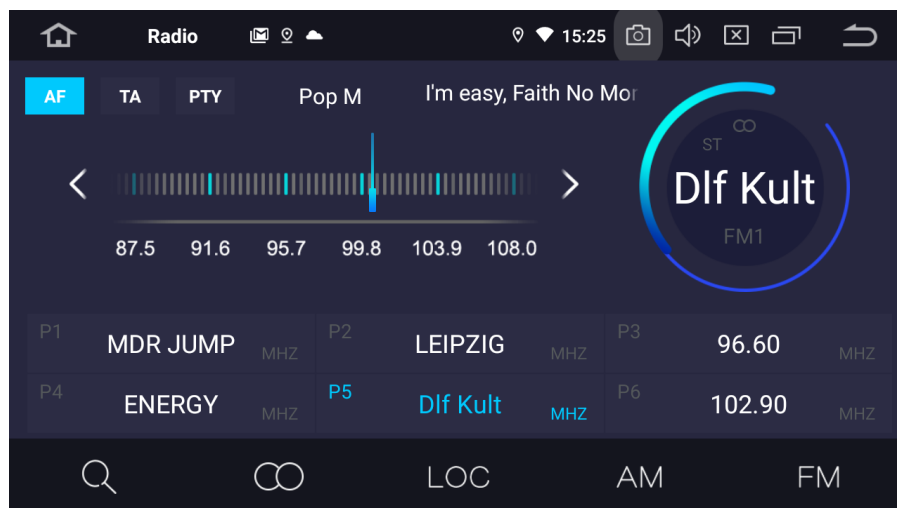 Radio 15:25
AF TA PTY Pop M I'm easy, Faith No Mor
ST
Dlf Kult
FM1
87.5 91.6 95.7 99.8 103.9 108.0
P1 MDR JUMP MHZ P2 LEIPZIG MHZ P3 96.60 MHZ
P4 ENERGY MHZ P5 Dlf Kult MHZ P6 102.90 MHZ
LOC AM FM